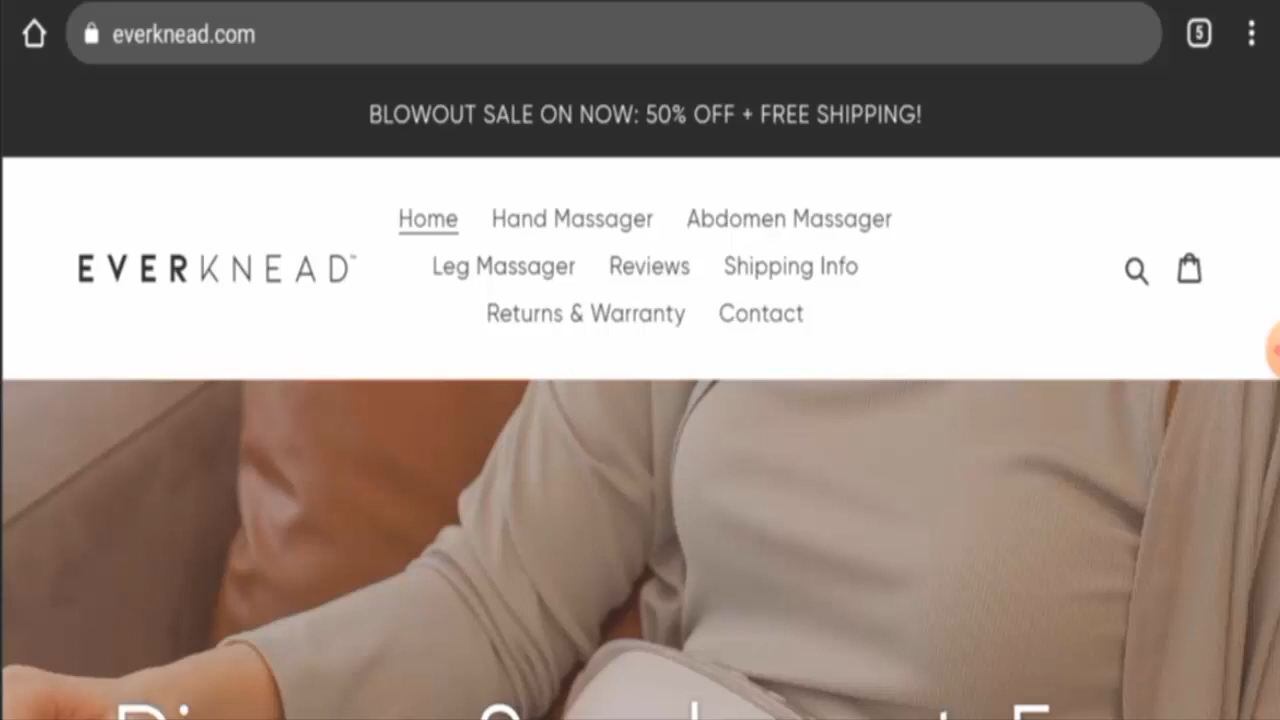 everknead.com
5
BLOWOUT SALE ON NOW: 50% OFF + FREE SHIPPING!
Home Hand Massager Abdomen Massager
EVERKNEAD™
Leg Massager Reviews Shipping Info
Returns & Warranty Contact